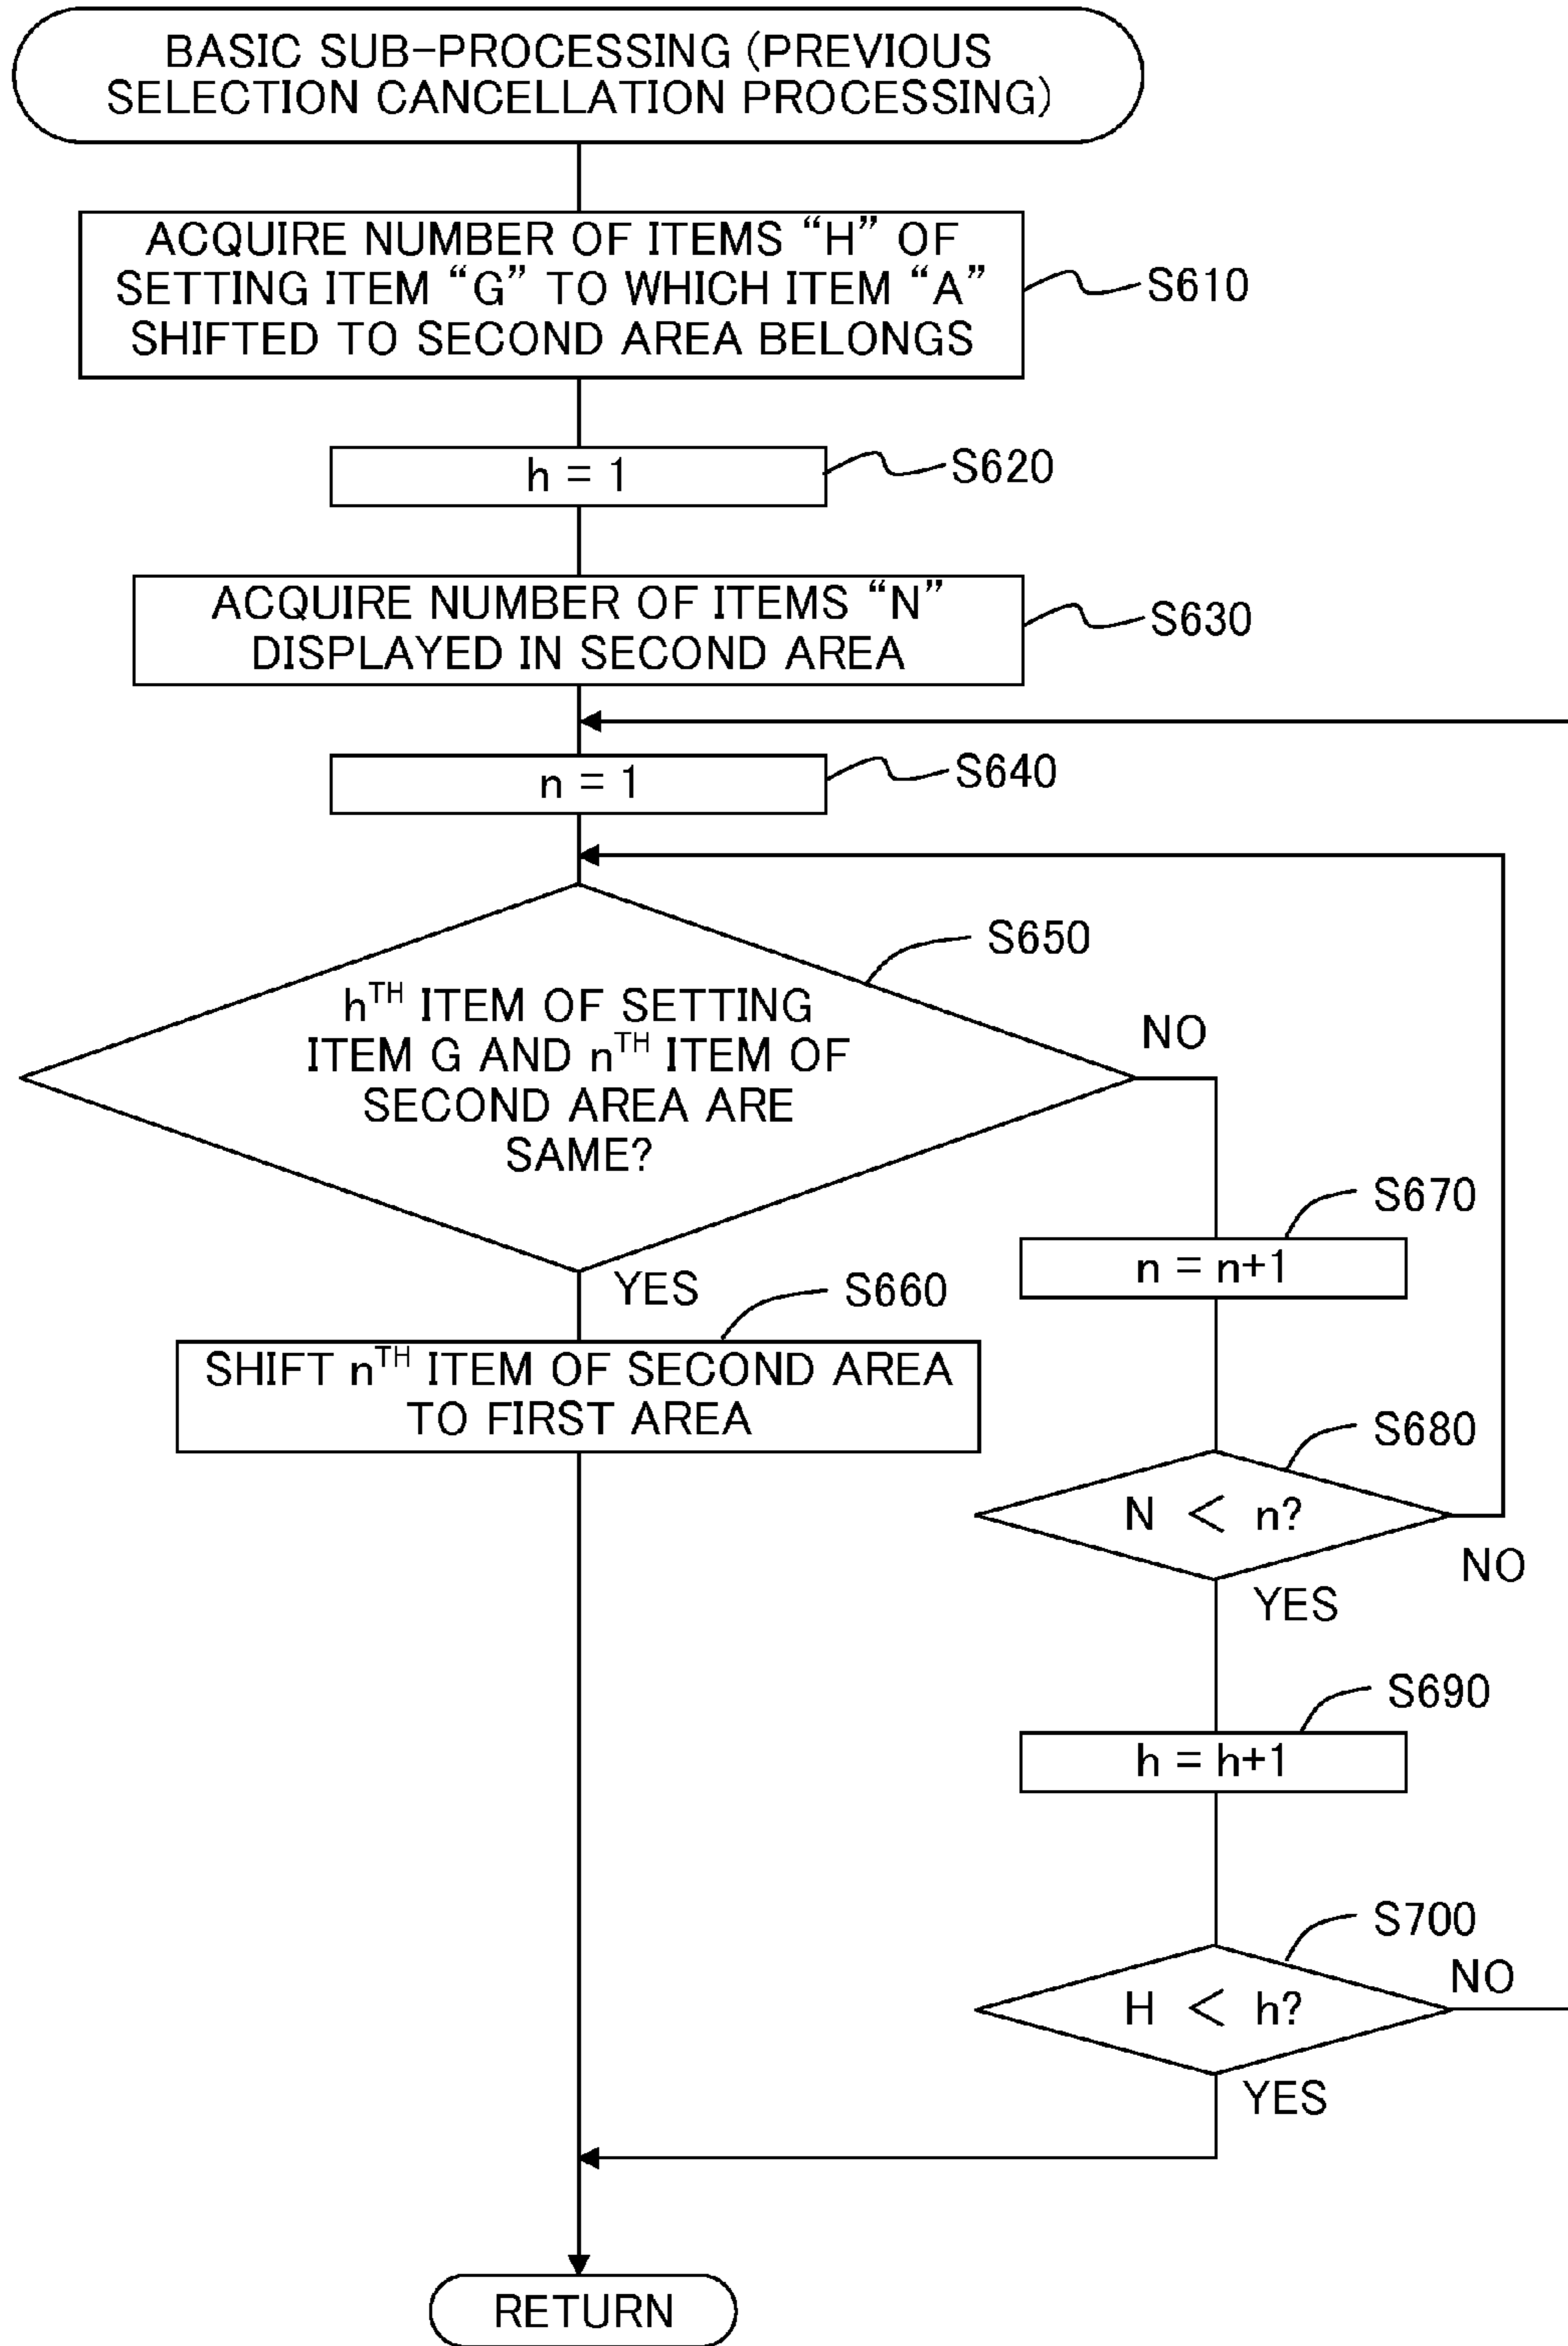 BASIC SUB-PROCESSING (PREVIOUS
SELECTION CANCELLATION PROCESSING)
ACQUIRE NUMBER OF ITEMS “H” OF
SETTING ITEM “G” TO WHICH ITEM “A”
SHIFTED TO SECOND AREA BELONGS
S610
h = 1
S620
ACQUIRE NUMBER OF ITEMS “N”
DISPLAYED IN SECOND AREA
S630
n = 1
S640
S650
hTH ITEM OF SETTING
ITEM G AND nTH ITEM OF
SECOND AREA ARE
SAME?
NO
YES
S660
SHIFT nTH ITEM OF SECOND AREA
TO FIRST AREA
S670
n = n+1
S680
N < n?
NO
YES
S690
h = h+1
S700
H < h?
NO
YES
RETURN